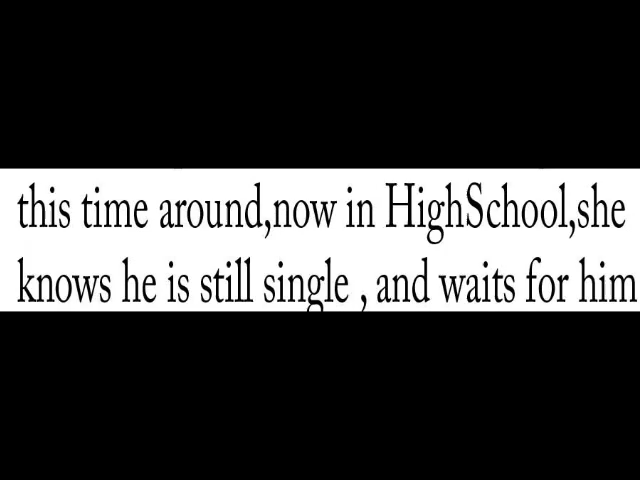 this time around,now in HighSchool,she
knows he is still single , and waits for him